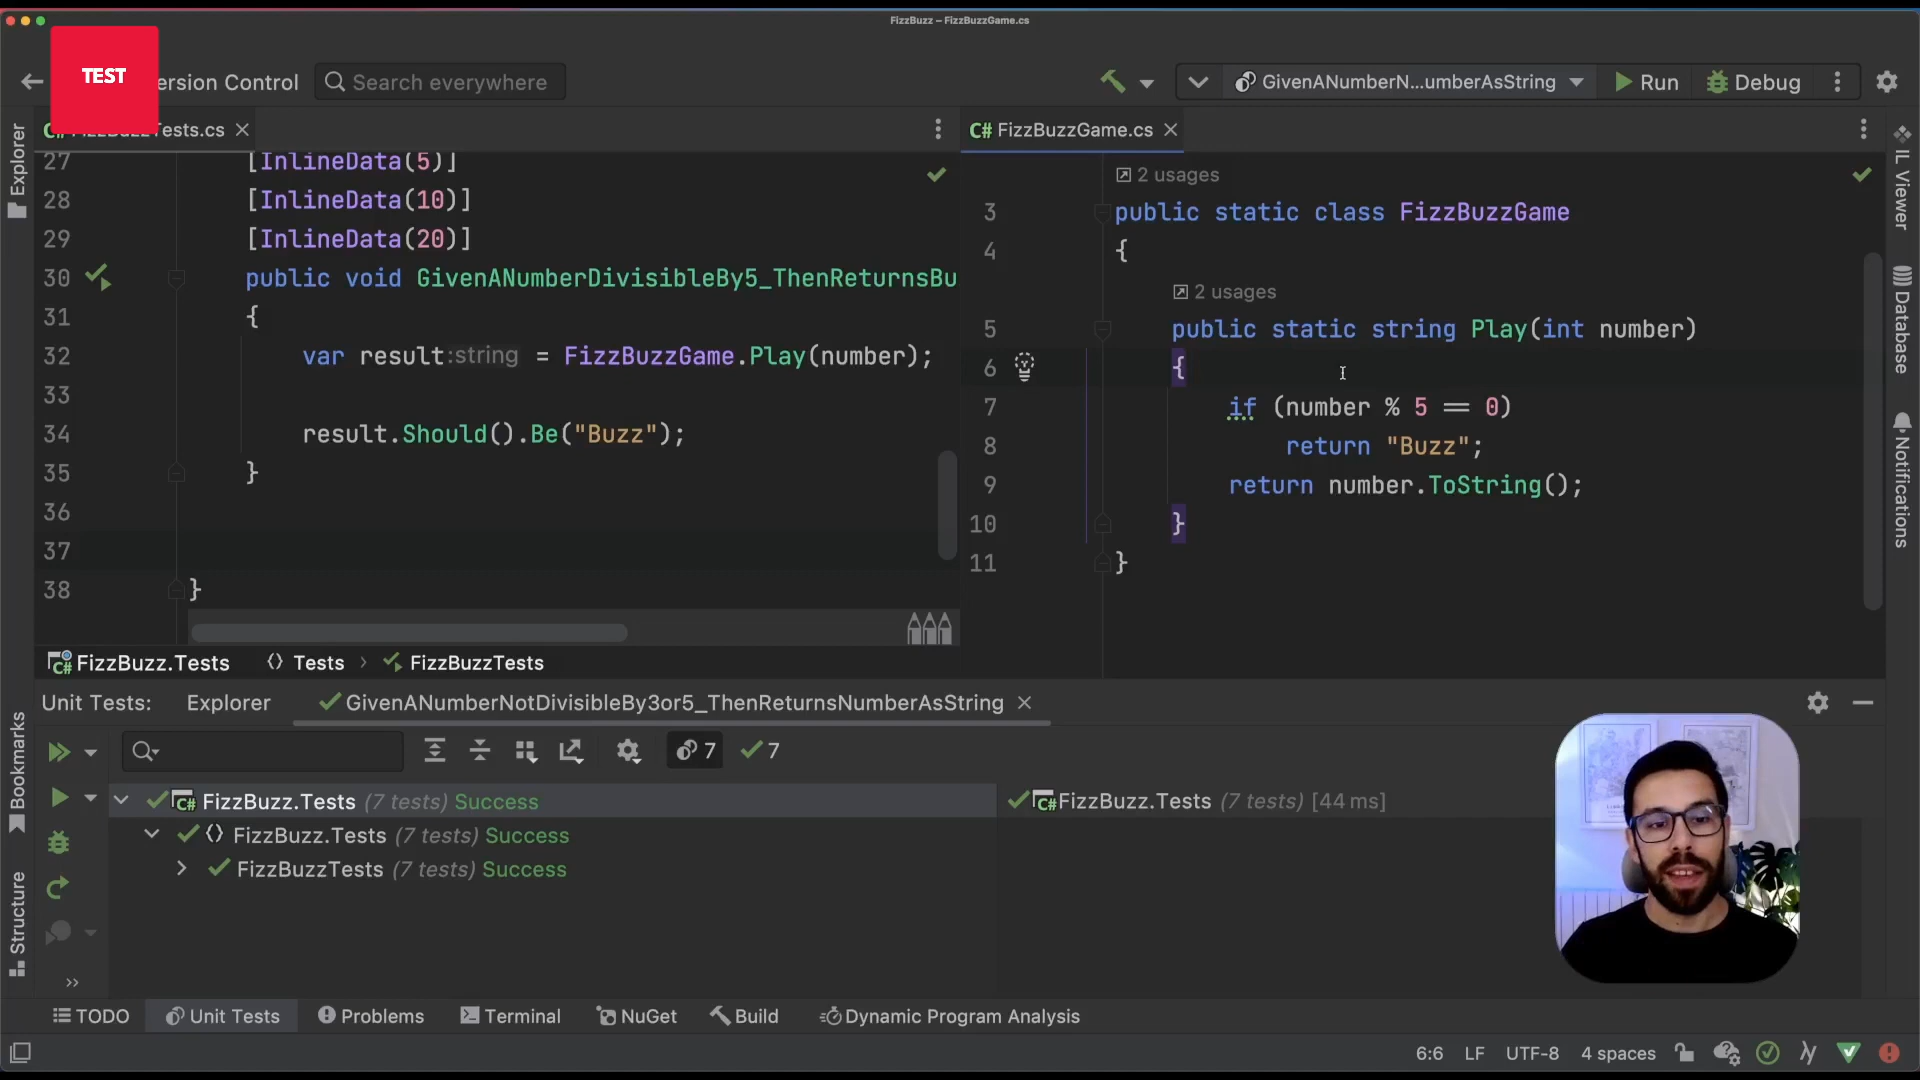 FizzBuzz – FizzBuzzGame.cs
TEST
ersion Control
Search everywhere
GivenANumberN...umberAsString
Run
Debug
Explorer
Tests.cs
C# FizzBuzzGame.cs
27 [InlineData(5)]
28 [InlineData(10)]
29 [InlineData(20)]
30 public void GivenANumberDivisibleBy5_ThenReturnsBu
31 {
32 var result:string = FizzBuzzGame.Play(number);
33
34 result.Should().Be("Buzz");
35 }
36
37
38 }
2 usages
3 public static class FizzBuzzGame
4 {
2 usages
5 public static string Play(int number)
6 {
7 if (number % 5 == 0)
8 return "Buzz";
9 return number.ToString();
10 }
11 }
IL Viewer
Database
Notifications
C# FizzBuzz.Tests
Tests
FizzBuzzTests
Unit Tests:
Explorer
GivenANumberNotDivisibleBy3or5_ThenReturnsNumberAsString
7
7
C# FizzBuzz.Tests (7 tests) Success
FizzBuzz.Tests (7 tests) Success
FizzBuzzTests (7 tests) Success
C# FizzBuzz.Tests (7 tests) [44 ms]
Bookmarks
Structure
TODO
Unit Tests
Problems
Terminal
NuGet
Build
Dynamic Program Analysis
6:6
LF
UTF-8
4 spaces